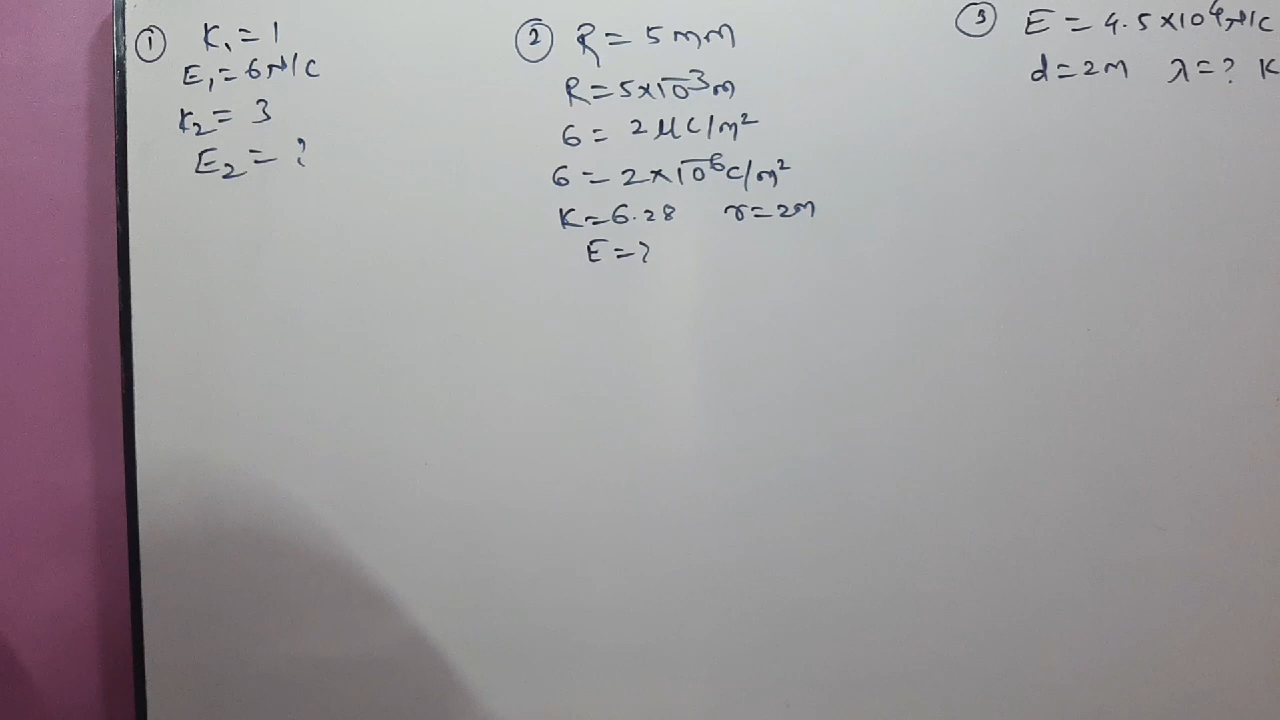 ① K₁ = 1
E₁ = 6 N/C
K₂ = 3
E₂ = ?
② R = 5 mm
R = 5×10⁻³ m
σ = 2 μC/m²
σ = 2×10⁻⁶ C/m²
K = 6.28 r = 2m
E = ?
③ E = 4.5×10⁴ N/C
d = 2m λ = ? K